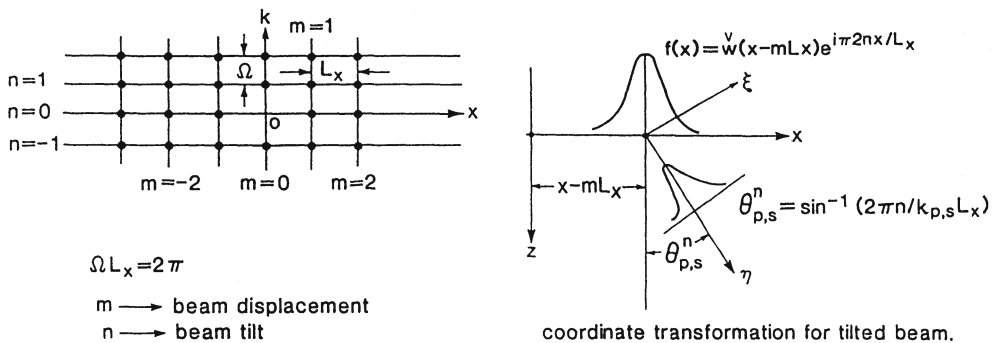 k
m=1
Ω
L_x
n=1
n=0
n=-1
x
o
m=-2
m=0
m=2
ΩL_x=2π
m → beam displacement
n → beam tilt
f(x)=w̌(x-mLx)e^{iπ2nx/L_x}
ξ
x
x-mL_x
z
θ^n_{p,s}
η
θ^n_{p,s}=sin^{-1} (2πn/k_{p,s}L_x)
coordinate transformation for tilted beam.